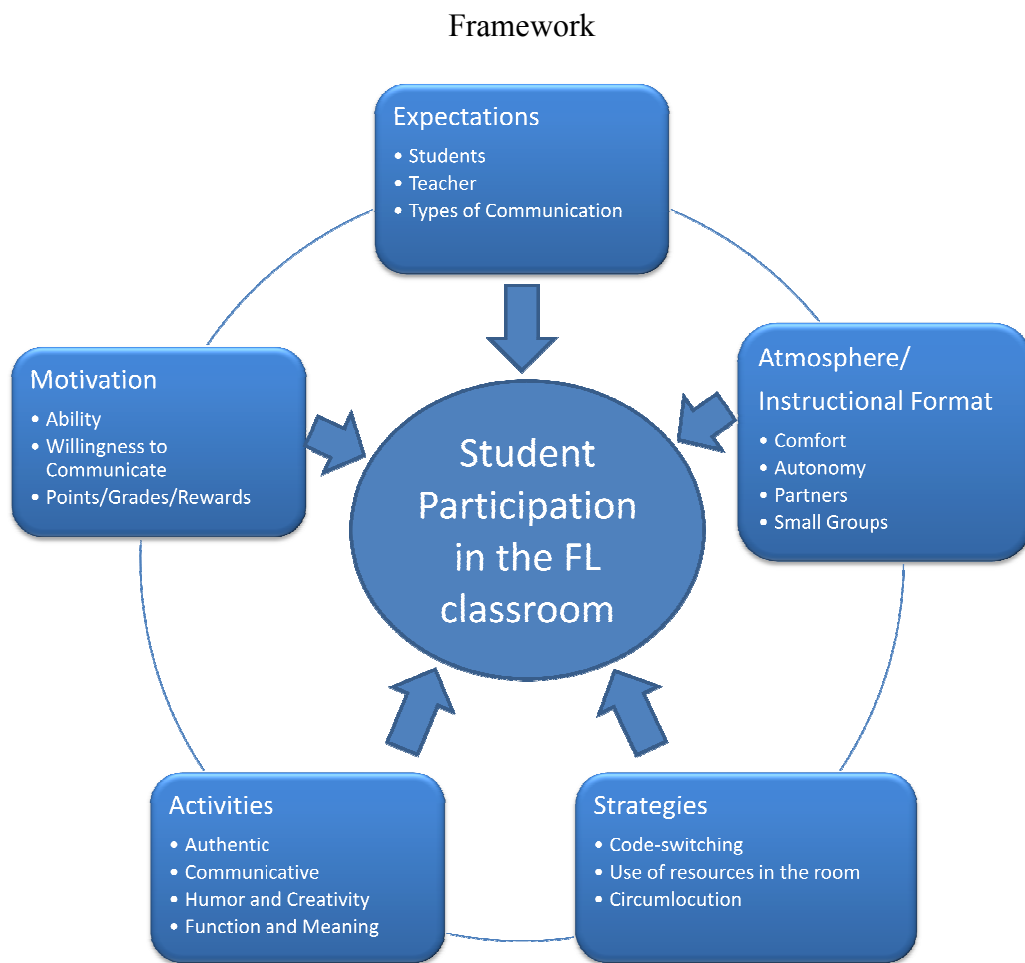 Framework
Expectations
• Students
• Teacher
• Types of Communication
Atmosphere/
Instructional Format
• Comfort
• Autonomy
• Partners
• Small Groups
Motivation
• Ability
• Willingness to
Communicate
• Points/Grades/Rewards
Student
Participation
in the FL
classroom
Activities
• Authentic
• Communicative
• Humor and Creativity
• Function and Meaning
Strategies
• Code-switching
• Use of resources in the room
• Circumlocution